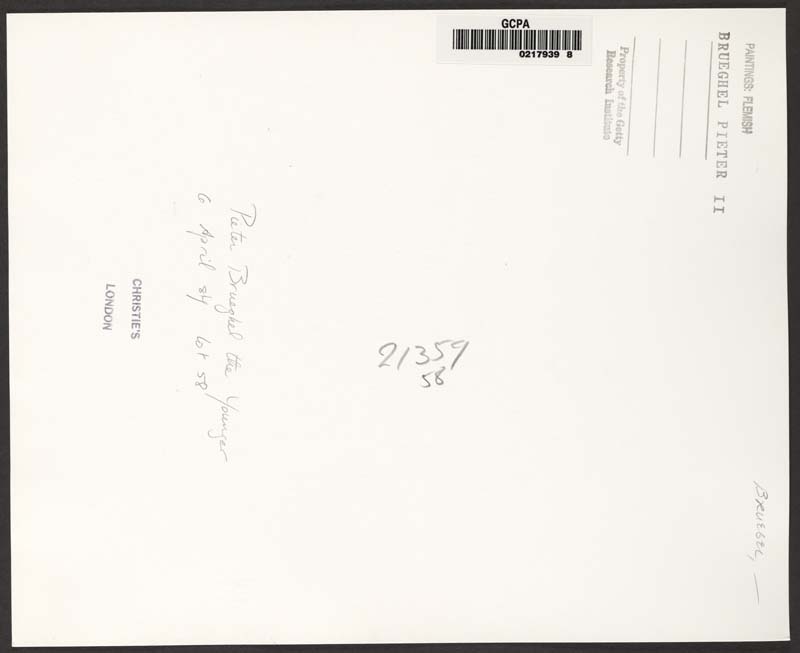 GCPA
0217939 8
PAINTINGS: FLEMISH
BRUEGHEL PIETER II
Property of the Getty
Research Institute
Pieter Brueghel the Younger
6 April 84 lot 58
CHRISTIE'S
LONDON
21359
58
BRUEGEL, —